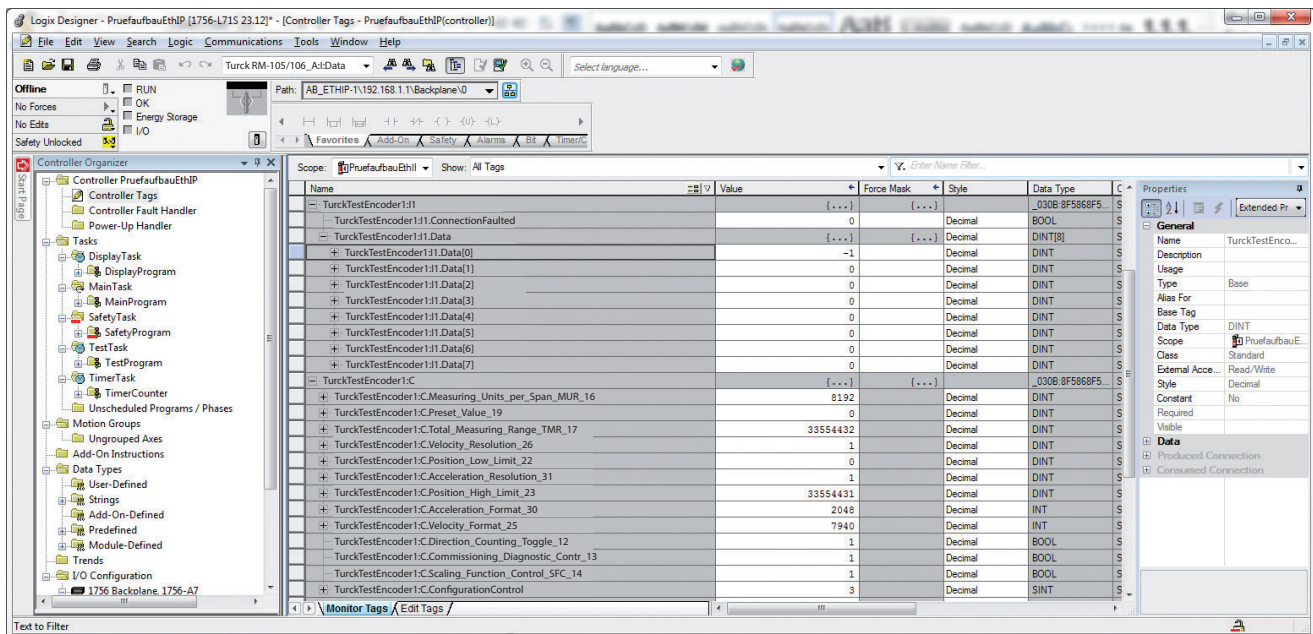 Logix Designer - PruefaufbauEthIP [1756-L71S 23.12]* - [Controller Tags - PruefaufbauEthIP(controller)]
File Edit View Search Logic Communications Tools Window Help
Turck RM-105/106_A:I:Data
Select language...
Offline
RUN
Path: AB_ETHIP-1\192.168.1.1\Backplane\0
No Forces
OK
No Edits
Energy Storage
Safety Unlocked
I/O
Favorites Add-On Safety Alarms Bit Timer/C
Start Page
Controller Organizer
Controller PruefaufbauEthIP
Controller Tags
Controller Fault Handler
Power-Up Handler
Tasks
DisplayTask
DisplayProgram
MainTask
MainProgram
SafetyTask
SafetyProgram
TestTask
TestProgram
TimerTask
TimerCounter
Unscheduled Programs / Phases
Motion Groups
Ungrouped Axes
Add-On Instructions
Data Types
User-Defined
Strings
Add-On-Defined
Predefined
Module-Defined
Trends
I/O Configuration
1756 Backplane, 1756-A7
Scope: PruefaufbauEthII Show: All Tags Enter Name Filter...
Name Value Force Mask Style Data Type C
TurckTestEncoder1:I1 {...} {...} _030B:8F5868F5... S
TurckTestEncoder1:I1.ConnectionFaulted 0 Decimal BOOL S
TurckTestEncoder1:I1.Data {...} {...} Decimal DINT[8] S
TurckTestEncoder1:I1.Data[0] -1 Decimal DINT S
TurckTestEncoder1:I1.Data[1] 0 Decimal DINT S
TurckTestEncoder1:I1.Data[2] 0 Decimal DINT S
TurckTestEncoder1:I1.Data[3] 0 Decimal DINT S
TurckTestEncoder1:I1.Data[4] 0 Decimal DINT S
TurckTestEncoder1:I1.Data[5] 0 Decimal DINT S
TurckTestEncoder1:I1.Data[6] 0 Decimal DINT S
TurckTestEncoder1:I1.Data[7] 0 Decimal DINT S
TurckTestEncoder1:C {...} {...} _030B:8F5868F5... S
TurckTestEncoder1:C.Measuring_Units_per_Span_MUR_16 8192 Decimal DINT S
TurckTestEncoder1:C.Preset_Value_19 0 Decimal DINT S
TurckTestEncoder1:C.Total_Measuring_Range_TMR_17 33554432 Decimal DINT S
TurckTestEncoder1:C.Velocity_Resolution_26 1 Decimal DINT S
TurckTestEncoder1:C.Position_Low_Limit_22 0 Decimal DINT S
TurckTestEncoder1:C.Acceleration_Resolution_31 1 Decimal DINT S
TurckTestEncoder1:C.Position_High_Limit_23 33554431 Decimal DINT S
TurckTestEncoder1:C.Acceleration_Format_30 2048 Decimal INT S
TurckTestEncoder1:C.Velocity_Format_25 7940 Decimal INT S
TurckTestEncoder1:C.Direction_Counting_Toggle_12 1 Decimal BOOL S
TurckTestEncoder1:C.Commissioning_Diagnostic_Contr_13 1 Decimal BOOL S
TurckTestEncoder1:C.Scaling_Function_Control_SFC_14 1 Decimal BOOL S
TurckTestEncoder1:C.ConfigurationControl 3 Decimal SINT S
Monitor Tags Edit Tags
Properties
Extended Pr
General
Name TurckTestEnco...
Description
Usage
Type Base
Alias For
Base Tag
Data Type DINT
Scope PruefaufbauE...
Class Standard
External Acce... Read/Write
Style Decimal
Constant No
Required
Visible
Data
Produced Connection
Consumed Connection
Text to Filter